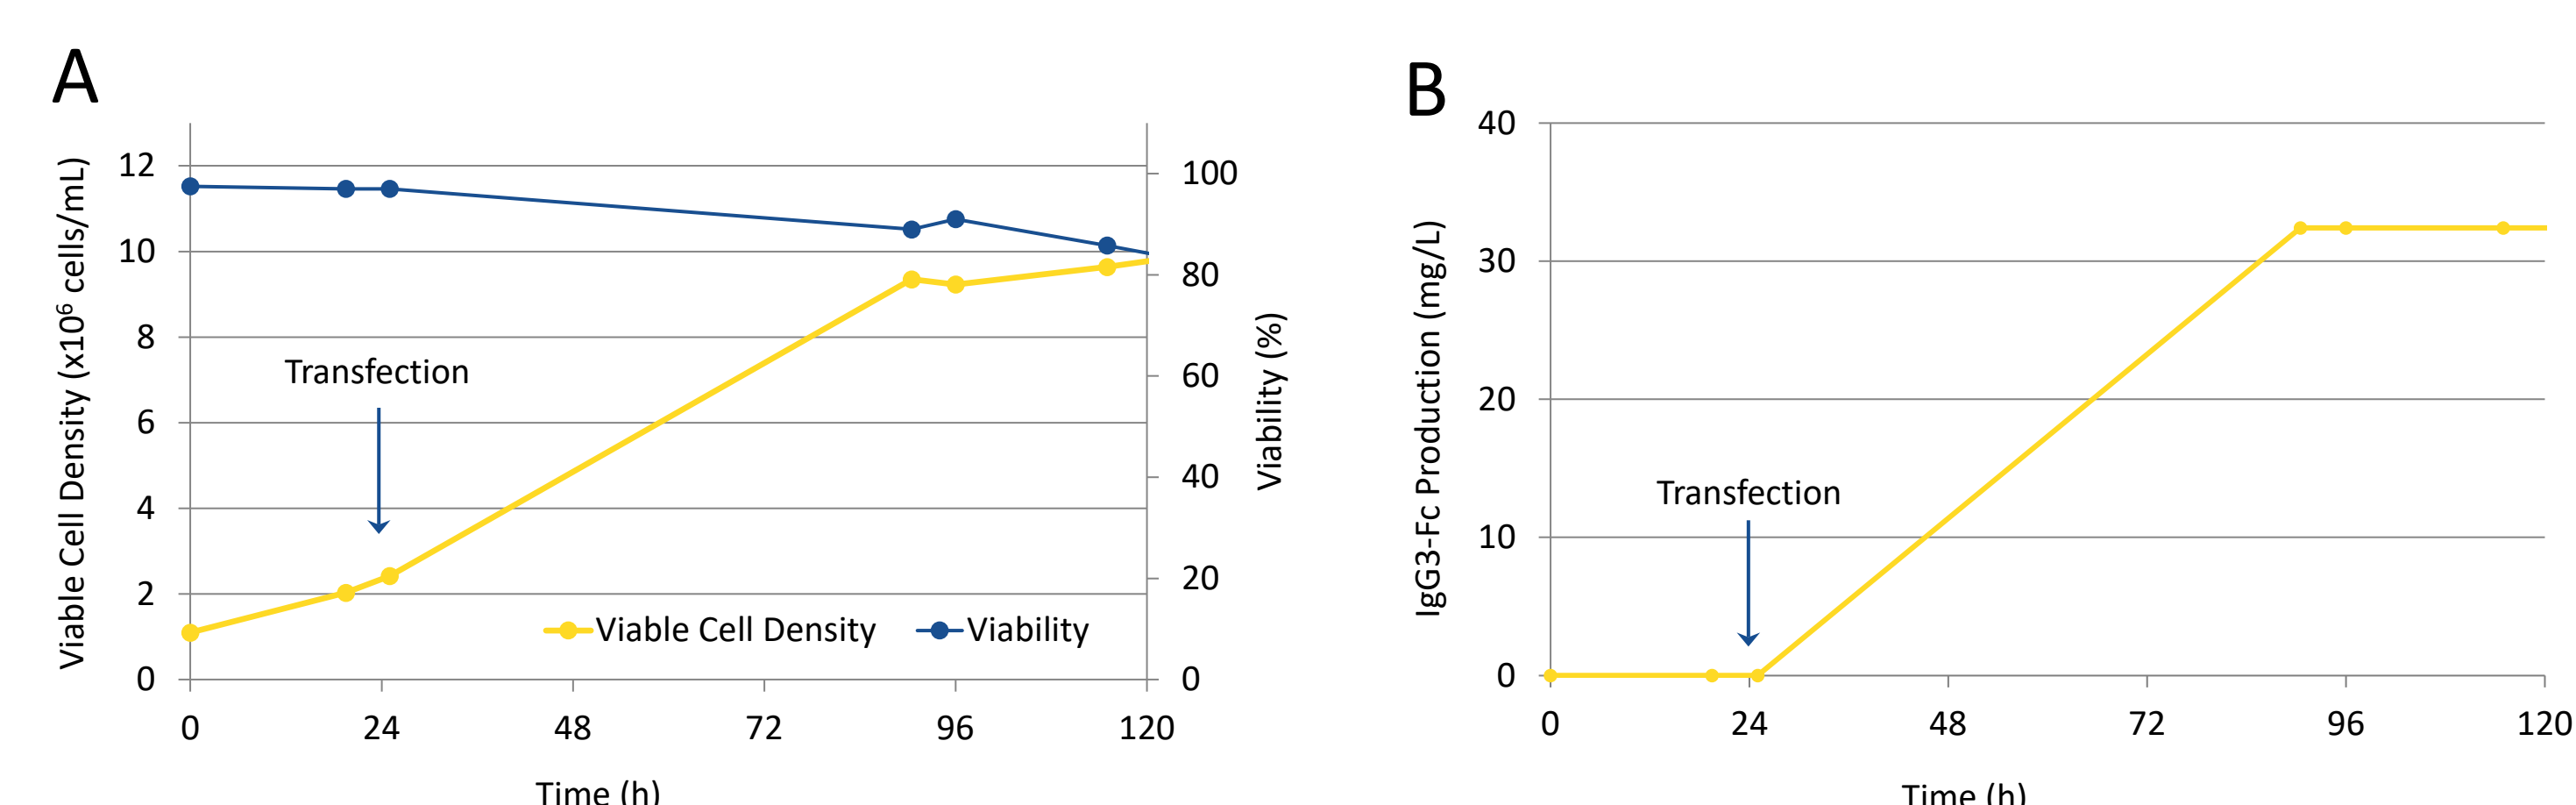 A
Viable Cell Density (x10⁶ cells/mL)
12
10
8
6
4
2
0
Transfection
Viable Cell Density
Viability
100
80
60
40
20
0
Viability (%)
0 24 48 72 96 120
Time (h)
B
IgG3-Fc Production (mg/L)
40
30
20
10
0
Transfection
0 24 48 72 96 120
Time (h)